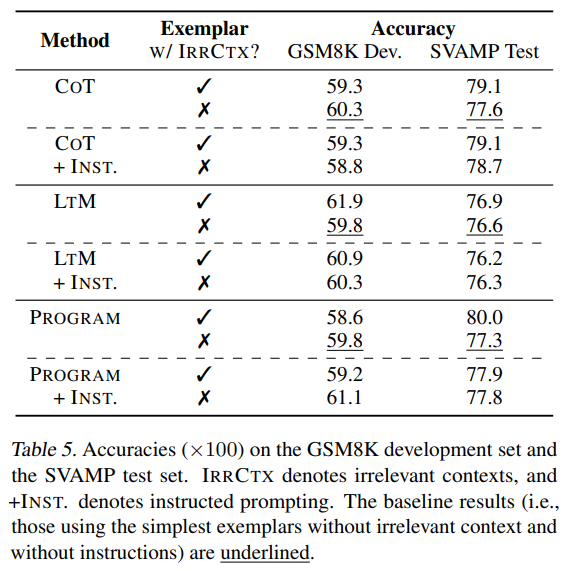 Method Exemplar Accuracy
W/ IRRCTX? GSM8K Dev. SVAMP Test
COT ✓ 59.3 79.1
✗ 60.3 77.6
COT ✓ 59.3 79.1
+ INST. ✗ 58.8 78.7
LTM ✓ 61.9 76.9
✗ 59.8 76.6
LTM ✓ 60.9 76.2
+ INST. ✗ 60.3 76.3
PROGRAM ✓ 58.6 80.0
✗ 59.8 77.3
PROGRAM ✓ 59.2 77.9
+ INST. ✗ 61.1 77.8
Table 5. Accuracies (×100) on the GSM8K development set and
the SVAMP test set. IRRCTX denotes irrelevant contexts, and
+INST. denotes instructed prompting. The baseline results (i.e.,
those using the simplest exemplars without irrelevant context and
without instructions) are underlined.